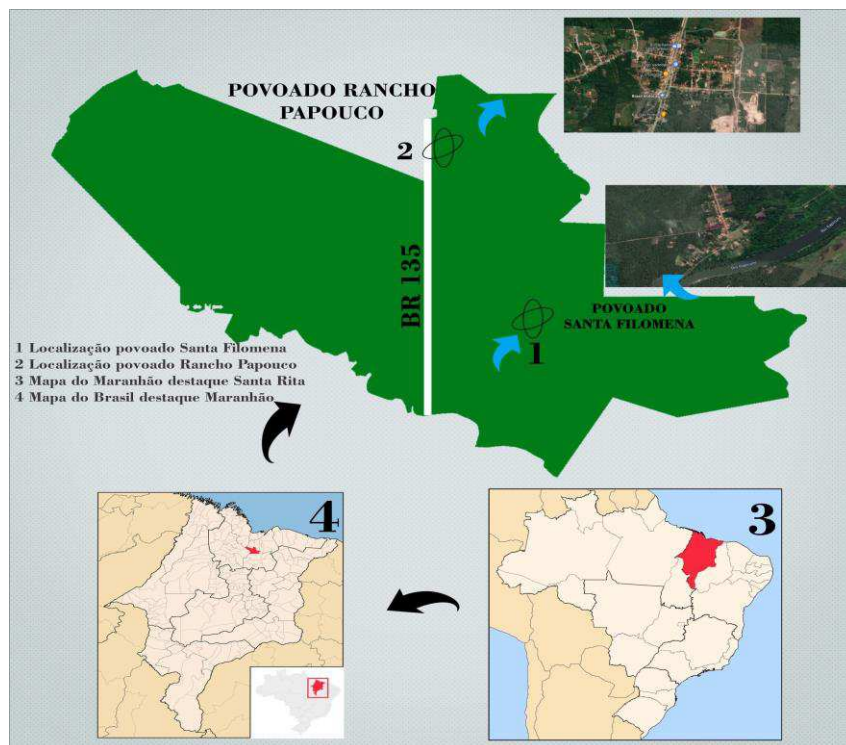 POVOADO RANCHO
PAPOUCO
2
BR 135
POVOADO
SANTA FILOMENA
1
1 Localização povoado Santa Filomena
2 Localização povoado Rancho Papouco
3 Mapa do Maranhão destaque Santa Rita
4 Mapa do Brasil destaque Maranhão
4
3